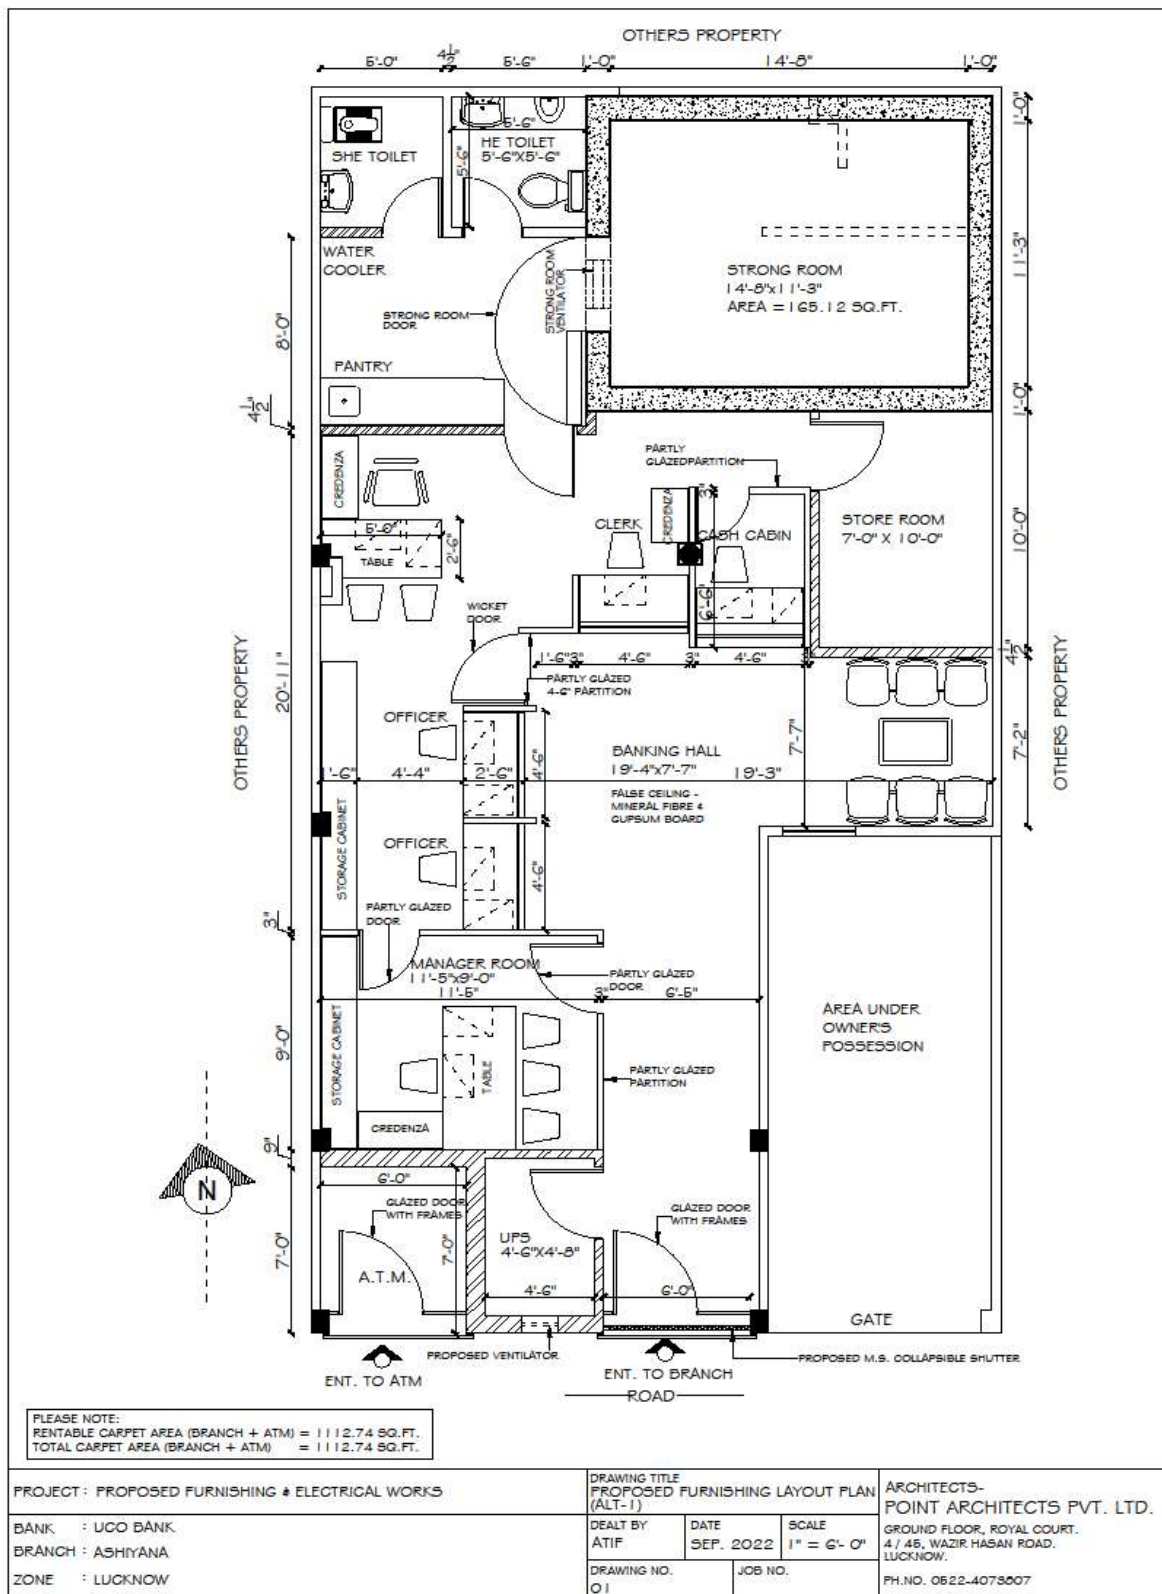 OTHERS PROPERTY
5'-0"
4½"
5'-6"
1'-0"
14'-8"
1'-0"
SHE TOILET
5'-6"
HE TOILET
5'-6"X5'-6"
5'-6"
1'-0"
WATER
COOLER
STRONG ROOM
DOOR
STRONG ROOM
VENTILATOR
STRONG ROOM
14'-8"x11'-3"
AREA =165.12 SQ.FT.
11'-3"
8'-0"
PANTRY
1'-0"
4½"
CREDENZA
PARTLY
GLAZEDPARTITION
5'-0"
TABLE
2'-6"
CLERK
CREDENZA
3"
CASH CABIN
6'-6"
STORE ROOM
7'-0" X 10'-0"
10'-0"
WICKET
DOOR
1'-6"
3"
4'-6"
3"
4'-6"
3"
4½"
PARTLY GLAZED
4'-6" PARTITION
OTHERS PROPERTY
20'-11"
OTHERS PROPERTY
OFFICER
BANKING HALL
19'-4"x7'-7"
7'-7"
7'-2"
1'-6"
4'-4"
2'-6"
4'-6"
19'-3"
FALSE CEILING -
MINERAL FIBRE &
GUPSUM BOARD
STORAGE CABINET
OFFICER
4'-6"
PARTLY GLAZED
DOOR
3"
MANAGER ROOM
11'-5"x9'-0"
11'-5"
PARTLY GLAZED
DOOR
3"
6'-5"
STORAGE CABINET
9'-0"
AREA UNDER
OWNER'S
POSSESSION
TABLE
PARTLY GLAZED
PARTITION
CREDENZA
9"
N
6'-0"
GLAZED DOOR
WITH FRAMES
7'-0"
7'-0"
A.T.M.
UPS
4'-6"X4'-8"
4'-6"
GLAZED DOOR
WITH FRAMES
6'-0"
GATE
PROPOSED VENTILATOR
PROPOSED M.S. COLLAPSIBLE SHUTTER
ENT. TO ATM
ENT. TO BRANCH
ROAD
PLEASE NOTE:
RENTABLE CARPET AREA (BRANCH + ATM) = 1112.74 SQ.FT.
TOTAL CARPET AREA (BRANCH + ATM) = 1112.74 SQ.FT.
PROJECT : PROPOSED FURNISHING & ELECTRICAL WORKS
BANK : UCO BANK
BRANCH : ASHIYANA
ZONE : LUCKNOW
DRAWING TITLE
PROPOSED FURNISHING LAYOUT PLAN
(ALT-1)
DEALT BY
ATIF
DATE
SEP. 2022
SCALE
1" = 6'- 0"
DRAWING NO.
01
JOB NO.
ARCHITECTS-
POINT ARCHITECTS PVT. LTD.
GROUND FLOOR, ROYAL COURT.
4 / 45, WAZIR HASAN ROAD.
LUCKNOW.
PH.NO. 0522-4073807